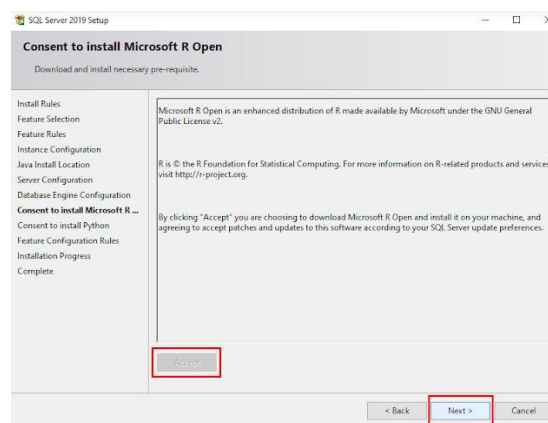 SQL Server 2019 Setup
Consent to install Microsoft R Open
Download and install necessary pre-requisite.
Install Rules
Feature Selection
Feature Rules
Instance Configuration
Java Install Location
Server Configuration
Database Engine Configuration
Consent to install Microsoft R ...
Consent to install Python
Feature Configuration Rules
Installation Progress
Complete
Microsoft R Open is an enhanced distribution of R made available by Microsoft under the GNU General
Public License v2.
R is © the R Foundation for Statistical Computing. For more information on R-related products and services
visit http://r-project.org.
By clicking "Accept" you are choosing to download Microsoft R Open and install it on your machine, and
agreeing to accept patches and updates to this software according to your SQL Server update preferences.
Accept
< Back
Next >
Cancel